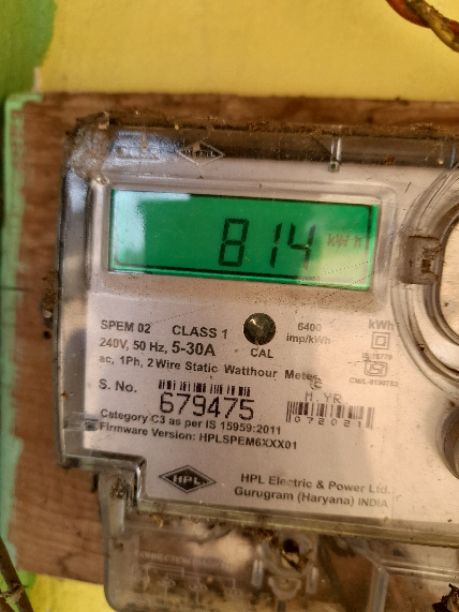 814 kWh
SPEM 02 CLASS 1 6400 kWh
240V, 50 Hz, 5-30A CAL imp/kWh
ac, 1Ph, 2 Wire Static Watthour Meter
S. No. 679475
M. YR
072021
Category C3 as per IS 15959:2011
Firmware Version: HPLSPEM6XXX01
HPL
HPL Electric & Power Ltd.
Gurugram (Haryana) INDIA